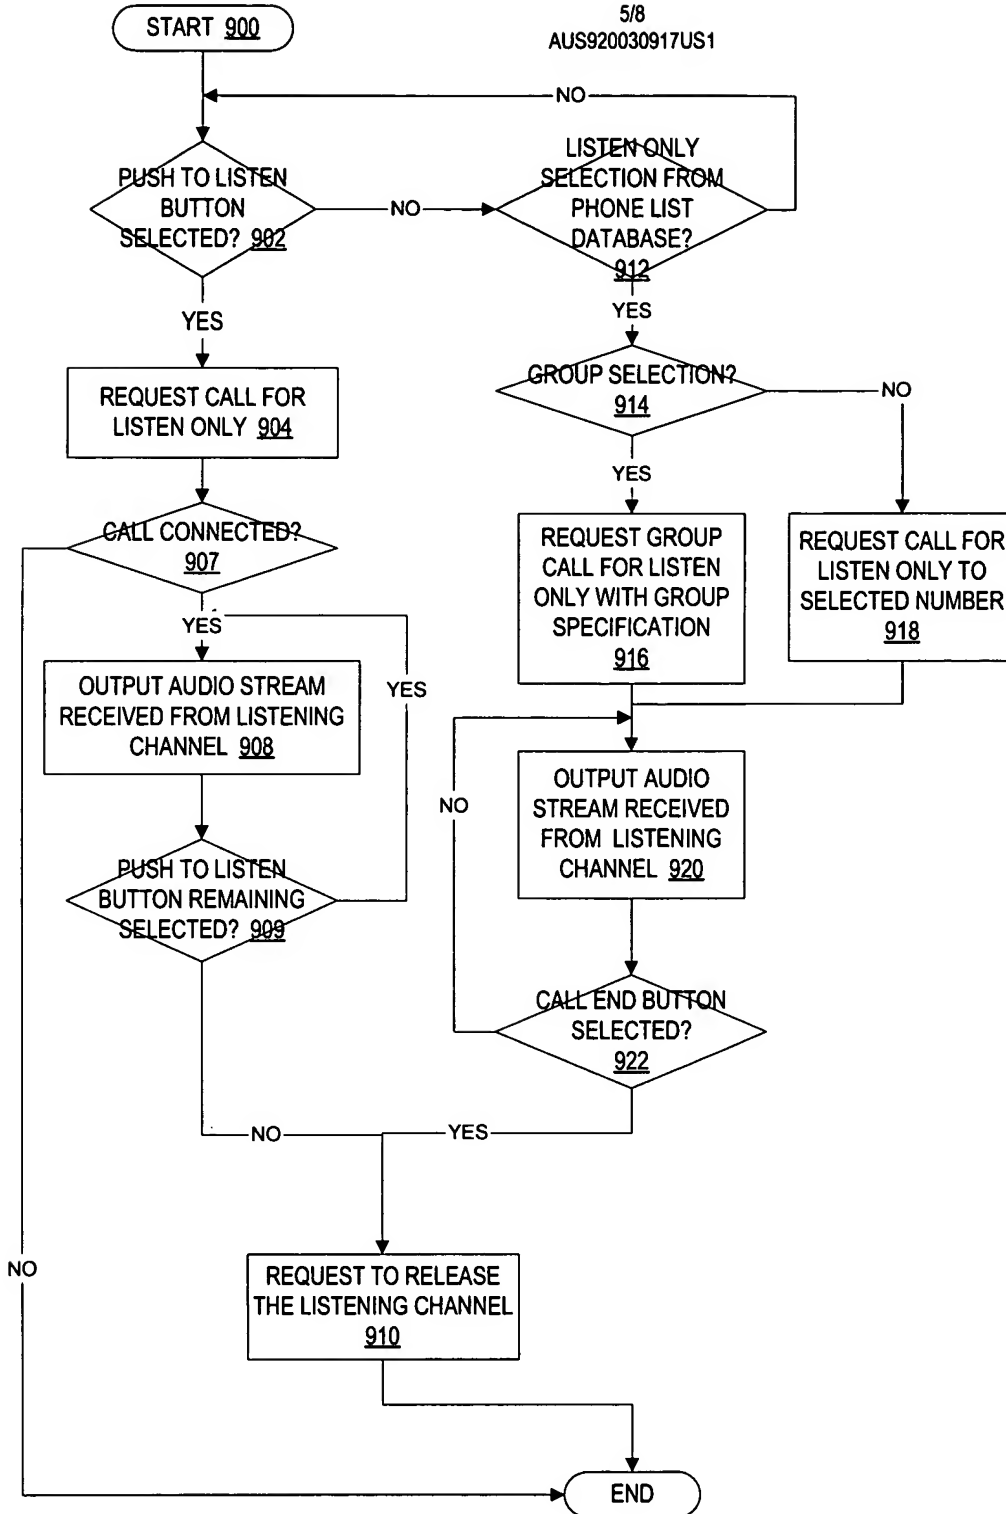 5/8
AUS920030917US1
START 900
NO
PUSH TO LISTEN
BUTTON
SELECTED? 902
NO
LISTEN ONLY
SELECTION FROM
PHONE LIST
DATABASE?
912
YES
YES
REQUEST CALL FOR
LISTEN ONLY 904
GROUP SELECTION?
914
NO
YES
CALL CONNECTED?
907
REQUEST GROUP
CALL FOR LISTEN
ONLY WITH GROUP
SPECIFICATION
916
REQUEST CALL FOR
LISTEN ONLY TO
SELECTED NUMBER
918
YES
YES
OUTPUT AUDIO STREAM
RECEIVED FROM LISTENING
CHANNEL 908
NO
OUTPUT AUDIO
STREAM RECEIVED
FROM LISTENING
CHANNEL 920
PUSH TO LISTEN
BUTTON REMAINING
SELECTED? 909
CALL END BUTTON
SELECTED?
922
NO
YES
NO
REQUEST TO RELEASE
THE LISTENING CHANNEL
910
END